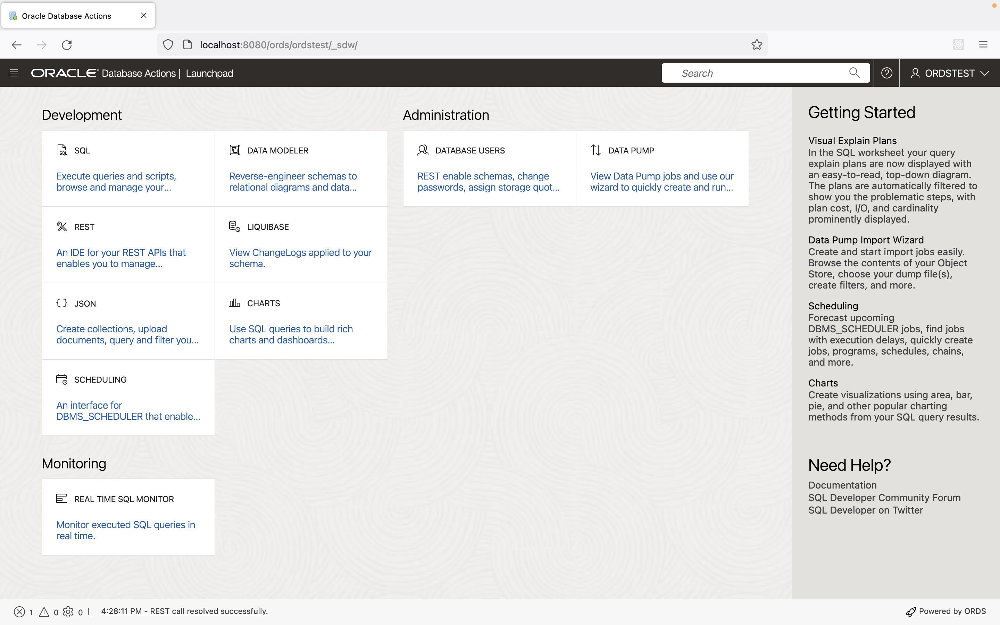 Oracle Database Actions
localhost:8080/ords/ordstest/_sdw/
ORACLE Database Actions | Launchpad
Search
ORDSTEST
Development
SQL
Execute queries and scripts,
browse and manage your...
DATA MODELER
Reverse-engineer schemas to
relational diagrams and data...
REST
An IDE for your REST APIs that
enables you to manage...
LIQUIBASE
View ChangeLogs applied to your
schema.
JSON
Create collections, upload
documents, query and filter you...
CHARTS
Use SQL queries to build rich
charts and dashboards...
SCHEDULING
An interface for
DBMS_SCHEDULER that enable...
Monitoring
REAL TIME SQL MONITOR
Monitor executed SQL queries in
real time.
Administration
DATABASE USERS
REST enable schemas, change
passwords, assign storage quot...
DATA PUMP
View Data Pump jobs and use our
wizard to quickly create and run...
Getting Started
Visual Explain Plans
In the SQL worksheet your query
explain plans are now displayed with
an easy-to-read, top-down diagram.
The plans are automatically filtered to
show you the problematic steps, with
plan cost, I/O, and cardinality
prominently displayed.
Data Pump Import Wizard
Create and start import jobs easily.
Browse the contents of your Object
Store, choose your dump file(s),
create filters, and more.
Scheduling
Forecast upcoming
DBMS_SCHEDULER jobs, find jobs
with execution delays, quickly create
jobs, programs, schedules, chains,
and more.
Charts
Create visualizations using area, bar,
pie, and other popular charting
methods from your SQL query results.
Need Help?
Documentation
SQL Developer Community Forum
SQL Developer on Twitter
1 0 0 | 4:28:11 PM - REST call resolved successfully.
Powered by ORDS